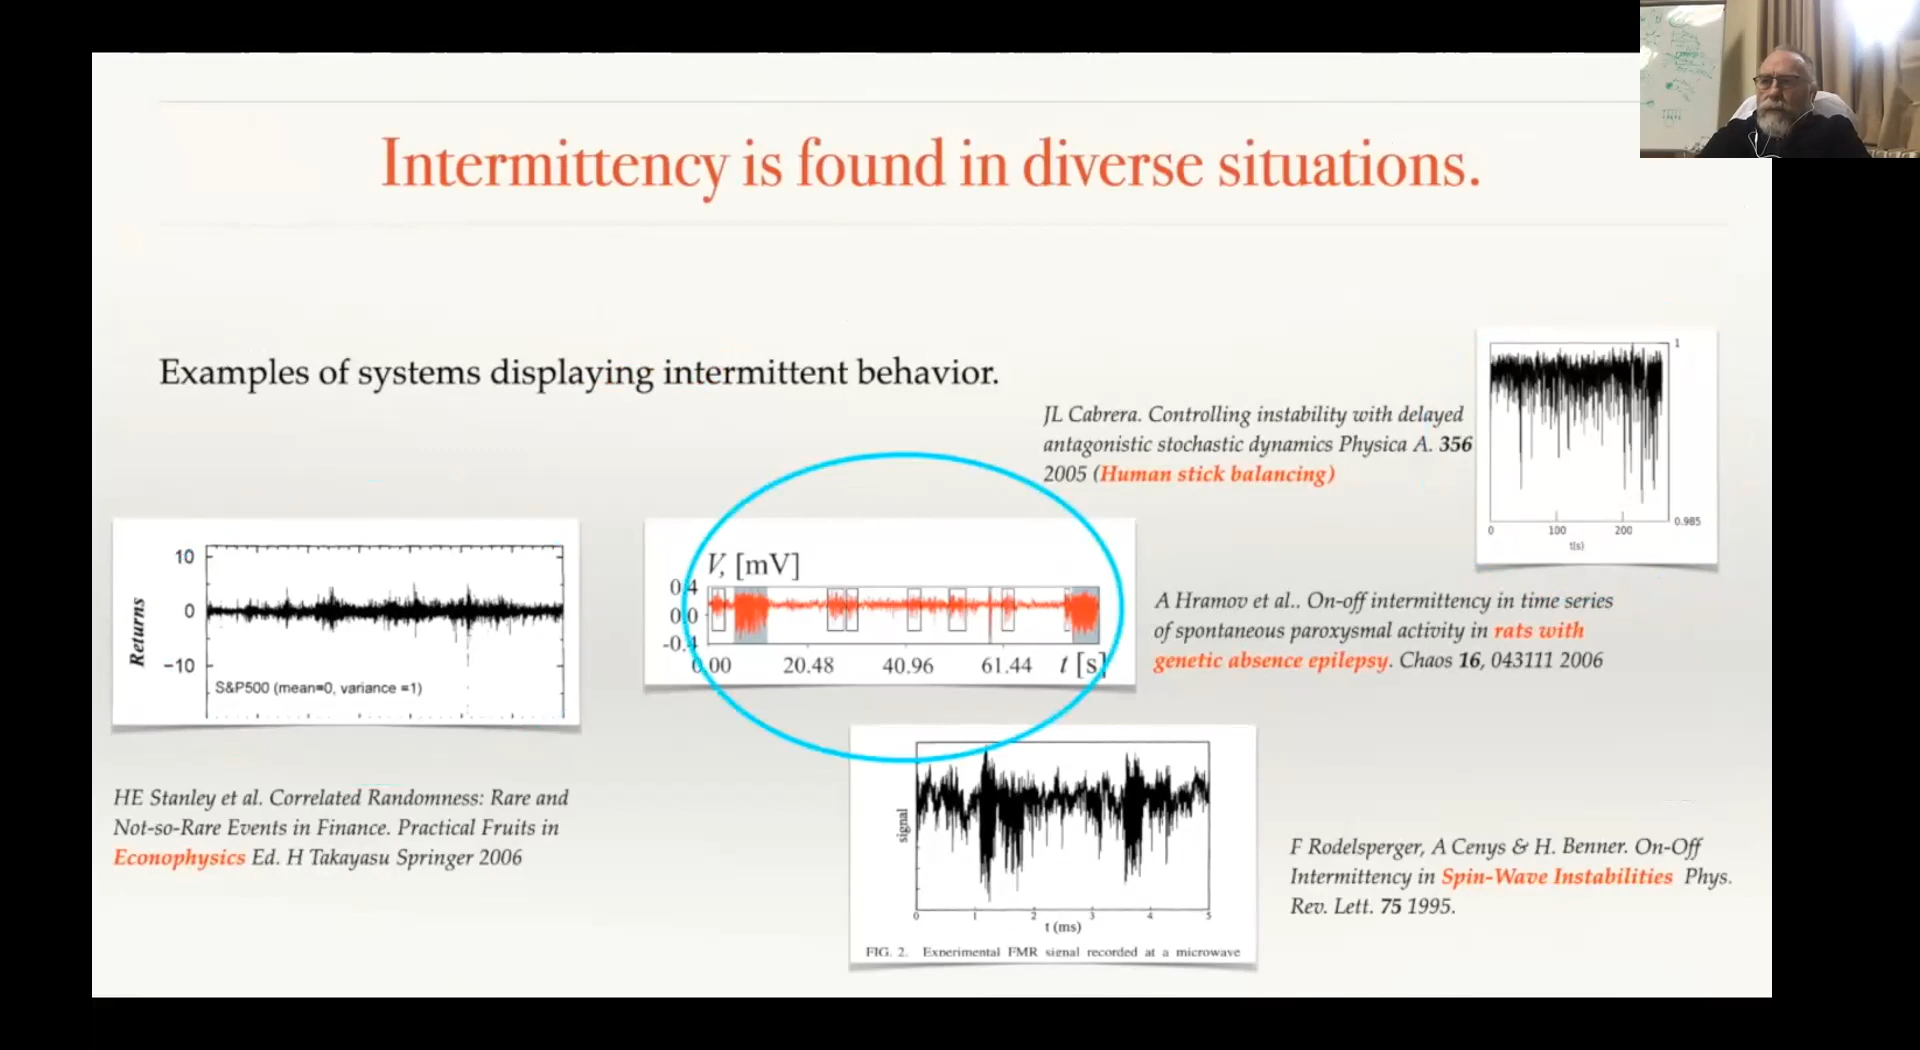 Intermittency is found in diverse situations.
Examples of systems displaying intermittent behavior.
JL Cabrera. Controlling instability with delayed
antagonistic stochastic dynamics Physica A. 356
2005 (Human stick balancing)
1
0.985
0 100 200
t(s)
10
0
-10
Returns
S&P500 (mean=0, variance =1)
V, [mV]
0.4
0.0
-0.4
0.00 20.48 40.96 61.44 t [s]
A Hramov et al.. On-off intermittency in time series
of spontaneous paroxysmal activity in rats with
genetic absence epilepsy. Chaos 16, 043111 2006
HE Stanley et al. Correlated Randomness: Rare and
Not-so-Rare Events in Finance. Practical Fruits in
Econophysics Ed. H Takayasu Springer 2006
signal
0 1 2 3 4 5
t (ms)
FIG. 2. Experimental FMR signal recorded at a microwave
F Rodelsperger, A Cenys & H. Benner. On-Off
Intermittency in Spin-Wave Instabilities Phys.
Rev. Lett. 75 1995.